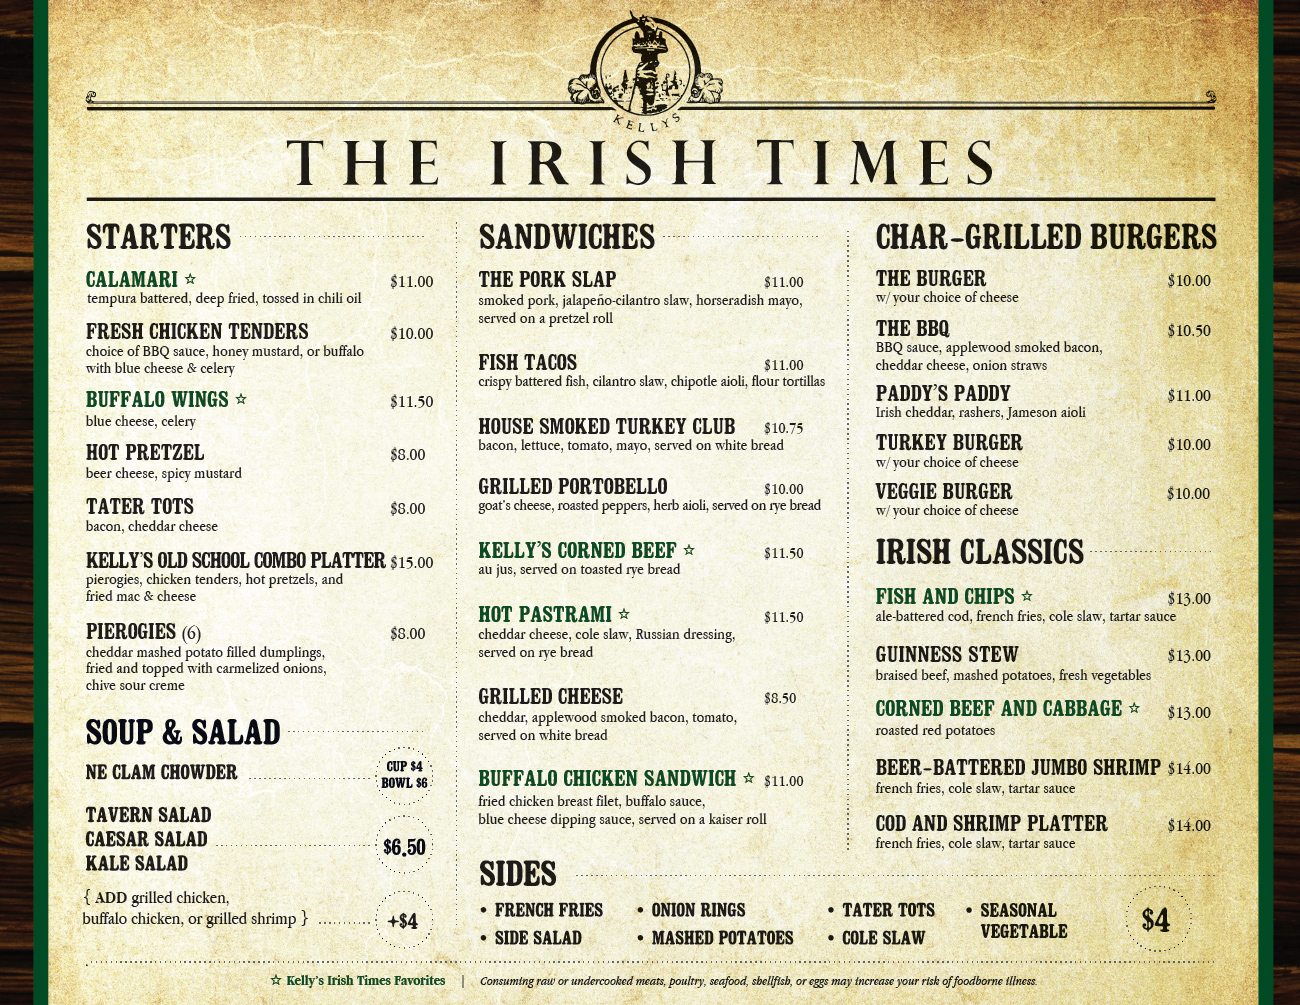 KELLYS
THE IRISH TIMES
STARTERS
CALAMARI ☆ $11.00
tempura battered, deep fried, tossed in chili oil
FRESH CHICKEN TENDERS $10.00
choice of BBQ sauce, honey mustard, or buffalo
with blue cheese & celery
BUFFALO WINGS ☆ $11.50
blue cheese, celery
HOT PRETZEL $8.00
beer cheese, spicy mustard
TATER TOTS $8.00
bacon, cheddar cheese
KELLY'S OLD SCHOOL COMBO PLATTER $15.00
pierogies, chicken tenders, hot pretzels, and
fried mac & cheese
PIEROGIES (6) $8.00
cheddar mashed potato filled dumplings,
fried and topped with carmelized onions,
chive sour creme
SOUP & SALAD
NE CLAM CHOWDER
CUP $4
BOWL $6
TAVERN SALAD
CAESAR SALAD $6.50
KALE SALAD
{ ADD grilled chicken,
buffalo chicken, or grilled shrimp } +$4
SANDWICHES
THE PORK SLAP $11.00
smoked pork, jalapeño-cilantro slaw, horseradish mayo,
served on a pretzel roll
FISH TACOS $11.00
crispy battered fish, cilantro slaw, chipotle aioli, flour tortillas
HOUSE SMOKED TURKEY CLUB $10.75
bacon, lettuce, tomato, mayo, served on white bread
GRILLED PORTOBELLO $10.00
goat's cheese, roasted peppers, herb aioli, served on rye bread
KELLY'S CORNED BEEF ☆ $11.50
au jus, served on toasted rye bread
HOT PASTRAMI ☆ $11.50
cheddar cheese, cole slaw, Russian dressing,
served on rye bread
GRILLED CHEESE $8.50
cheddar, applewood smoked bacon, tomato,
served on white bread
BUFFALO CHICKEN SANDWICH ☆ $11.00
fried chicken breast filet, buffalo sauce,
blue cheese dipping sauce, served on a kaiser roll
CHAR-GRILLED BURGERS
THE BURGER $10.00
w/ your choice of cheese
THE BBQ $10.50
BBQ sauce, applewood smoked bacon,
cheddar cheese, onion straws
PADDY'S PADDY $11.00
Irish cheddar, rashers, Jameson aioli
TURKEY BURGER $10.00
w/ your choice of cheese
VEGGIE BURGER $10.00
w/ your choice of cheese
IRISH CLASSICS
FISH AND CHIPS ☆ $13.00
ale-battered cod, french fries, cole slaw, tartar sauce
GUINNESS STEW $13.00
braised beef, mashed potatoes, fresh vegetables
CORNED BEEF AND CABBAGE ☆ $13.00
roasted red potatoes
BEER-BATTERED JUMBO SHRIMP $14.00
french fries, cole slaw, tartar sauce
COD AND SHRIMP PLATTER $14.00
french fries, cole slaw, tartar sauce
SIDES
• FRENCH FRIES • ONION RINGS • TATER TOTS • SEASONAL
VEGETABLE
• SIDE SALAD • MASHED POTATOES • COLE SLAW
$4
☆ Kelly's Irish Times Favorites | Consuming raw or undercooked meats, poultry, seafood, shellfish, or eggs may increase your risk of foodborne illness.